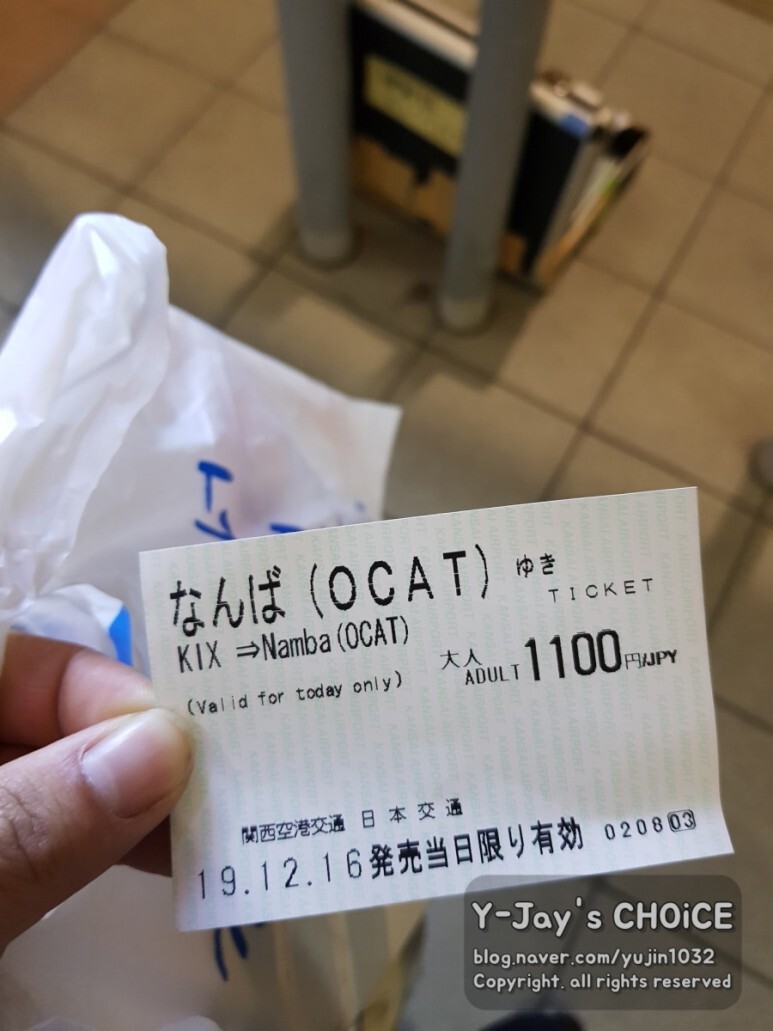 なんば (OCAT) ゆき
TICKET
KIX ⇒Namba(OCAT)
大人
ADULT 1100円/JPY
(Valid for today only)
関西空港交通 日本交通
19.12.16発売当日限り有効 020803
Y-Jay's CHOiCE
blog.naver.com/yujin1032
Copyright. all rights reserved